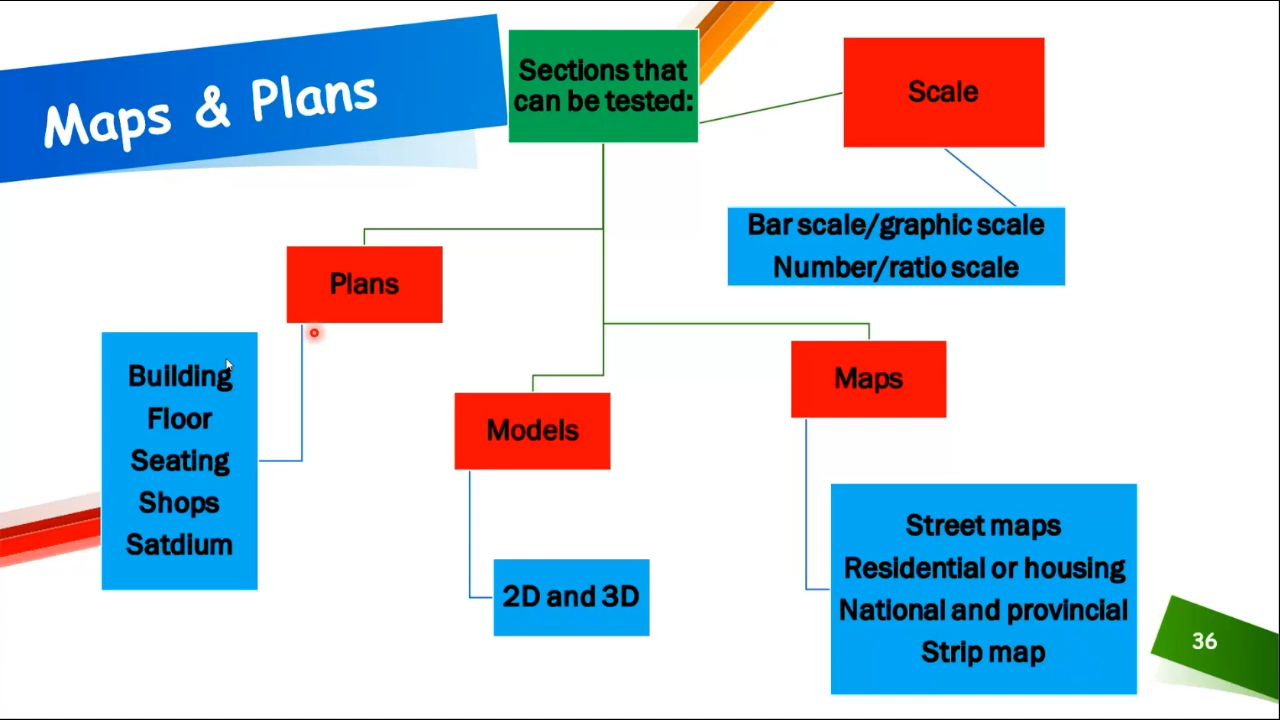 Maps & Plans
Sections that
can be tested:
Scale
Bar scale/graphic scale
Number/ratio scale
Plans
Building
Floor
Seating
Shops
Satdium
Models
2D and 3D
Maps
Street maps
Residential or housing
National and provincial
Strip map
36